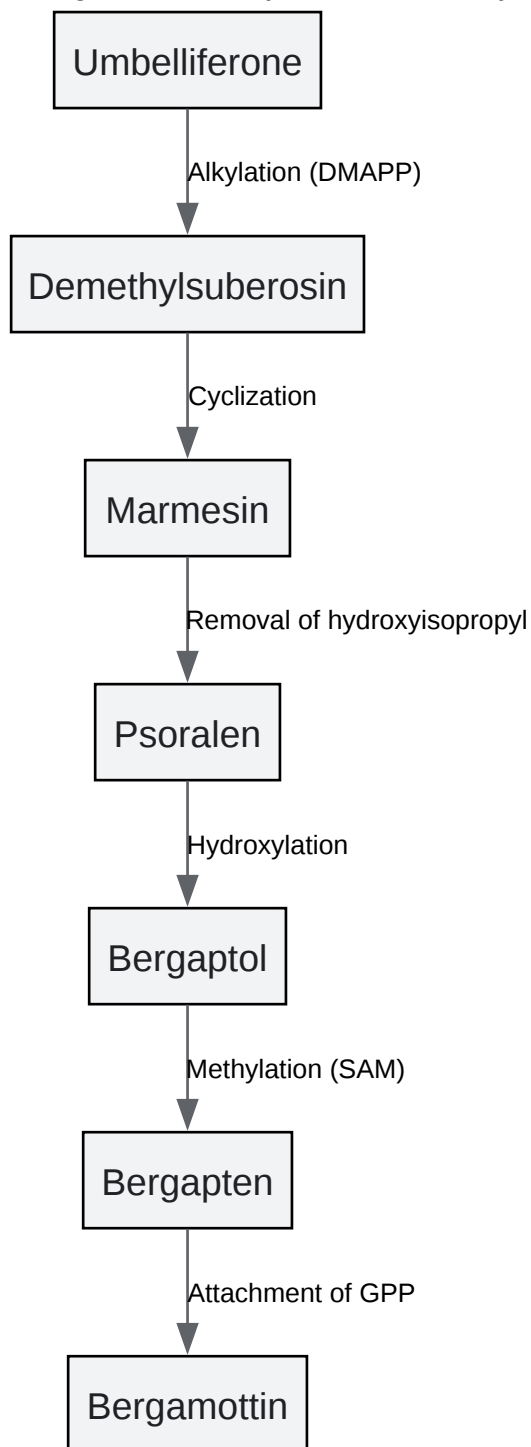 Umbelliferone
Alkylation (DMAPP)
Demethylsuberosin
Cyclization
Marmesin
Removal of hydroxyisopropyl
Psoralen
Hydroxylation
Bergaptol
Methylation (SAM)
Bergapten
Attachment of GPP
Bergamottin